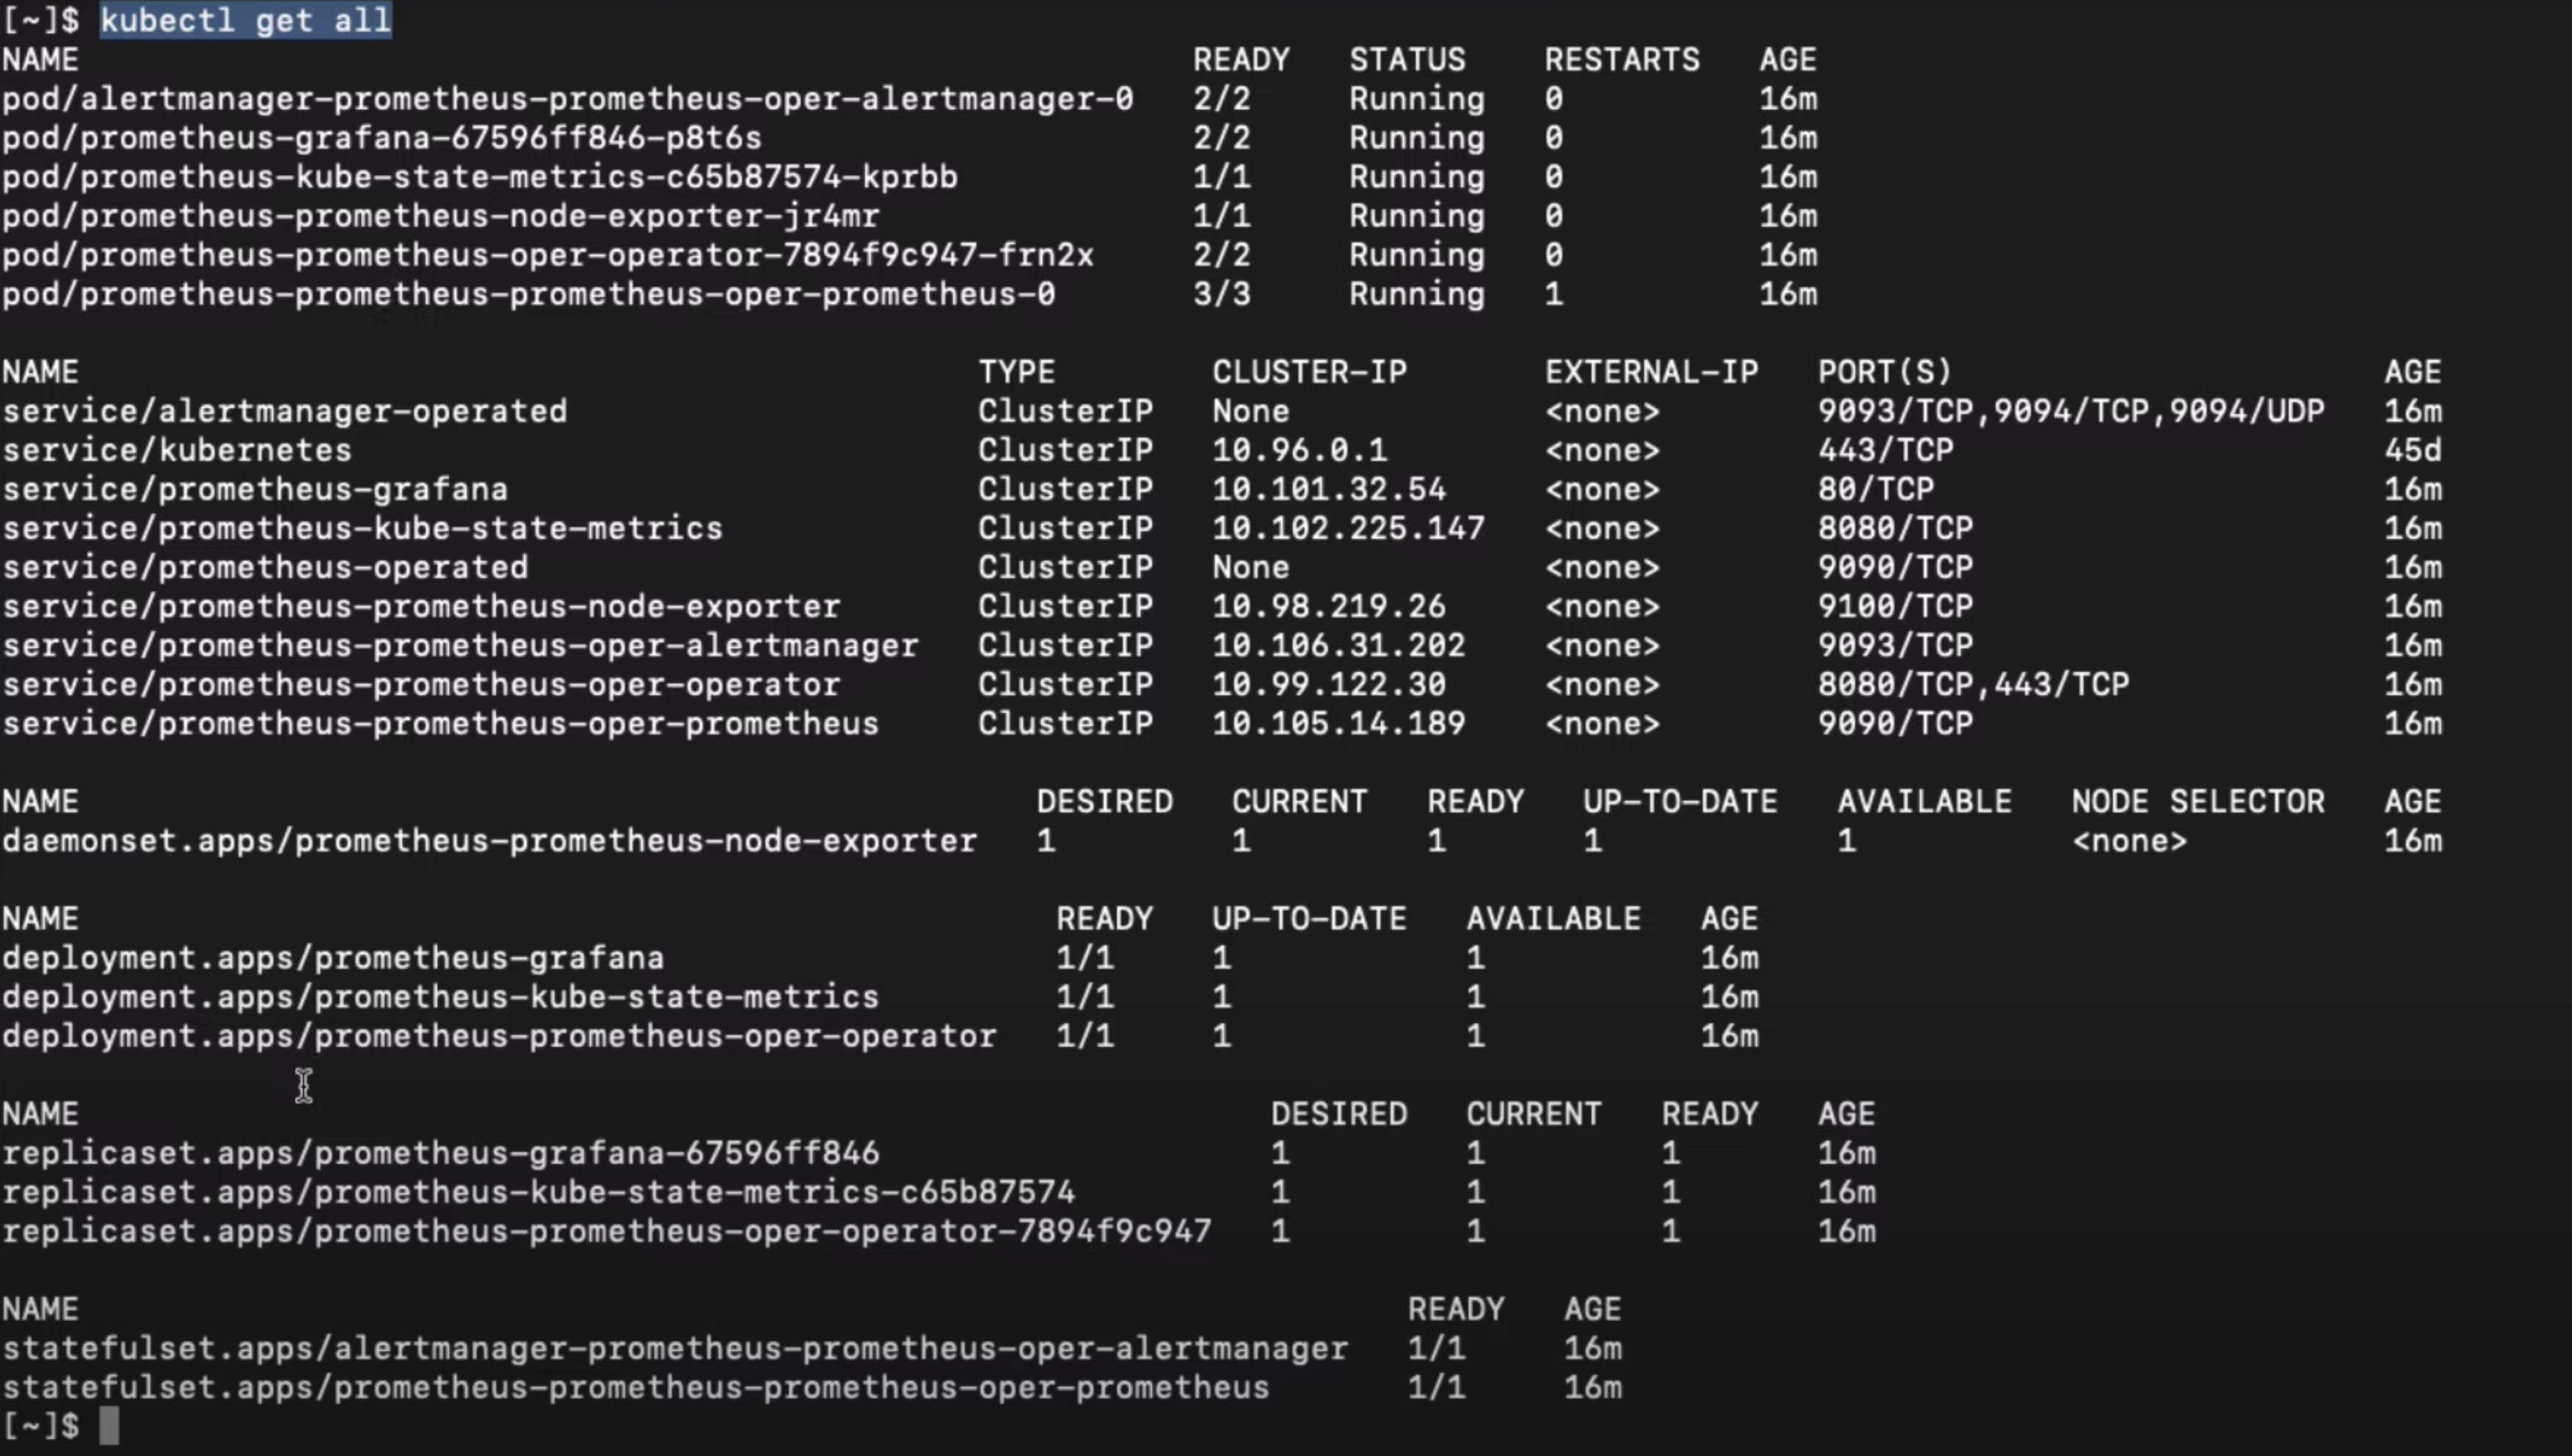 [~]$ kubectl get all
NAME READY STATUS RESTARTS AGE
pod/alertmanager-prometheus-prometheus-oper-alertmanager-0 2/2 Running 0 16m
pod/prometheus-grafana-67596ff846-p8t6s 2/2 Running 0 16m
pod/prometheus-kube-state-metrics-c65b87574-kprbb 1/1 Running 0 16m
pod/prometheus-prometheus-node-exporter-jr4mr 1/1 Running 0 16m
pod/prometheus-prometheus-oper-operator-7894f9c947-frn2x 2/2 Running 0 16m
pod/prometheus-prometheus-prometheus-oper-prometheus-0 3/3 Running 1 16m
NAME TYPE CLUSTER-IP EXTERNAL-IP PORT(S) AGE
service/alertmanager-operated ClusterIP None <none> 9093/TCP,9094/TCP,9094/UDP 16m
service/kubernetes ClusterIP 10.96.0.1 <none> 443/TCP 45d
service/prometheus-grafana ClusterIP 10.101.32.54 <none> 80/TCP 16m
service/prometheus-kube-state-metrics ClusterIP 10.102.225.147 <none> 8080/TCP 16m
service/prometheus-operated ClusterIP None <none> 9090/TCP 16m
service/prometheus-prometheus-node-exporter ClusterIP 10.98.219.26 <none> 9100/TCP 16m
service/prometheus-prometheus-oper-alertmanager ClusterIP 10.106.31.202 <none> 9093/TCP 16m
service/prometheus-prometheus-oper-operator ClusterIP 10.99.122.30 <none> 8080/TCP,443/TCP 16m
service/prometheus-prometheus-oper-prometheus ClusterIP 10.105.14.189 <none> 9090/TCP 16m
NAME DESIRED CURRENT READY UP-TO-DATE AVAILABLE NODE SELECTOR AGE
daemonset.apps/prometheus-prometheus-node-exporter 1 1 1 1 1 <none> 16m
NAME READY UP-TO-DATE AVAILABLE AGE
deployment.apps/prometheus-grafana 1/1 1 1 16m
deployment.apps/prometheus-kube-state-metrics 1/1 1 1 16m
deployment.apps/prometheus-prometheus-oper-operator 1/1 1 1 16m
NAME DESIRED CURRENT READY AGE
replicaset.apps/prometheus-grafana-67596ff846 1 1 1 16m
replicaset.apps/prometheus-kube-state-metrics-c65b87574 1 1 1 16m
replicaset.apps/prometheus-prometheus-oper-operator-7894f9c947 1 1 1 16m
NAME READY AGE
statefulset.apps/alertmanager-prometheus-prometheus-oper-alertmanager 1/1 16m
statefulset.apps/prometheus-prometheus-prometheus-oper-prometheus 1/1 16m
[~]$